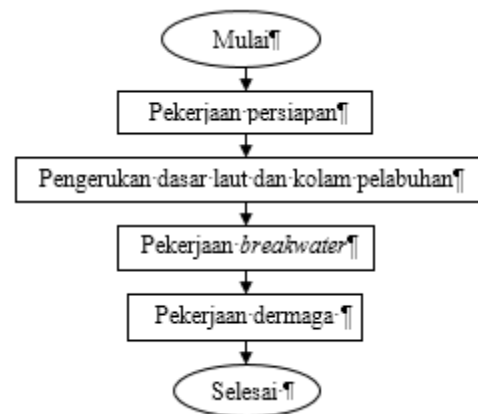 Mulai¶
Pekerjaan·persiapan¶
Pengerukan·dasar·laut·dan·kolam·pelabuhan¶
Pekerjaan·breakwater¶
Pekerjaan·dermaga·¶
Selesai·¶